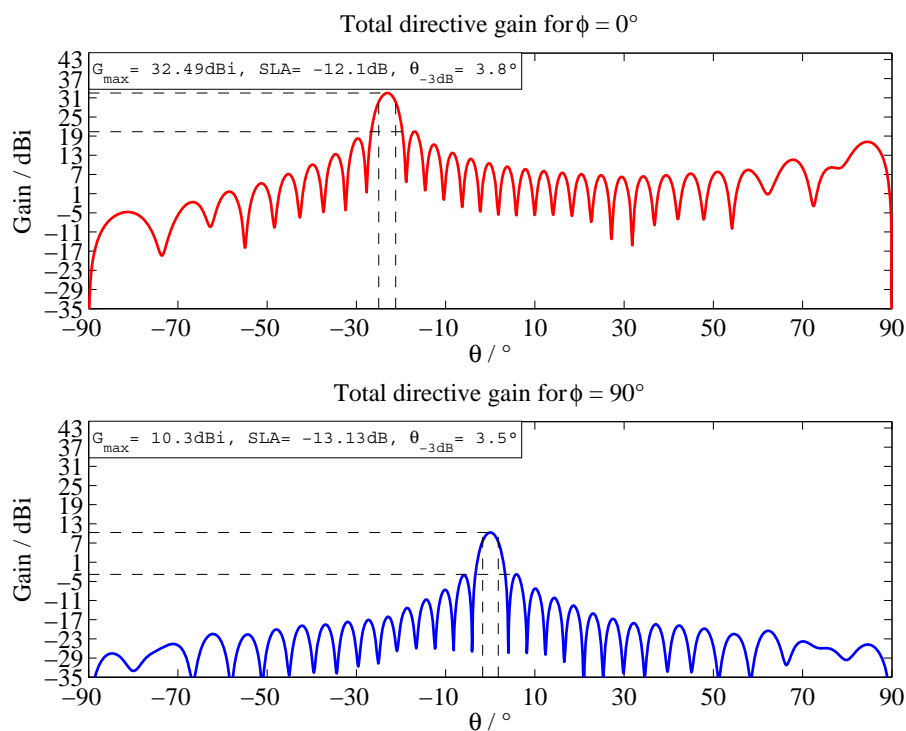 Total directive gain for ϕ = 0°
G_max= 32.49dBi, SLA= -12.1dB, θ_-3dB= 3.8°
Gain / dBi
43
37
31
25
19
13
7
1
−5
−11
−17
−23
−29
−35
−90 −70 −50 −30 −10 10 30 50 70 90
θ / °
Total directive gain for ϕ = 90°
G_max= 10.3dBi, SLA= -13.13dB, θ_-3dB= 3.5°
Gain / dBi
43
37
31
25
19
13
7
1
−5
−11
−17
−23
−29
−35
−90 −70 −50 −30 −10 10 30 50 70 90
θ / °